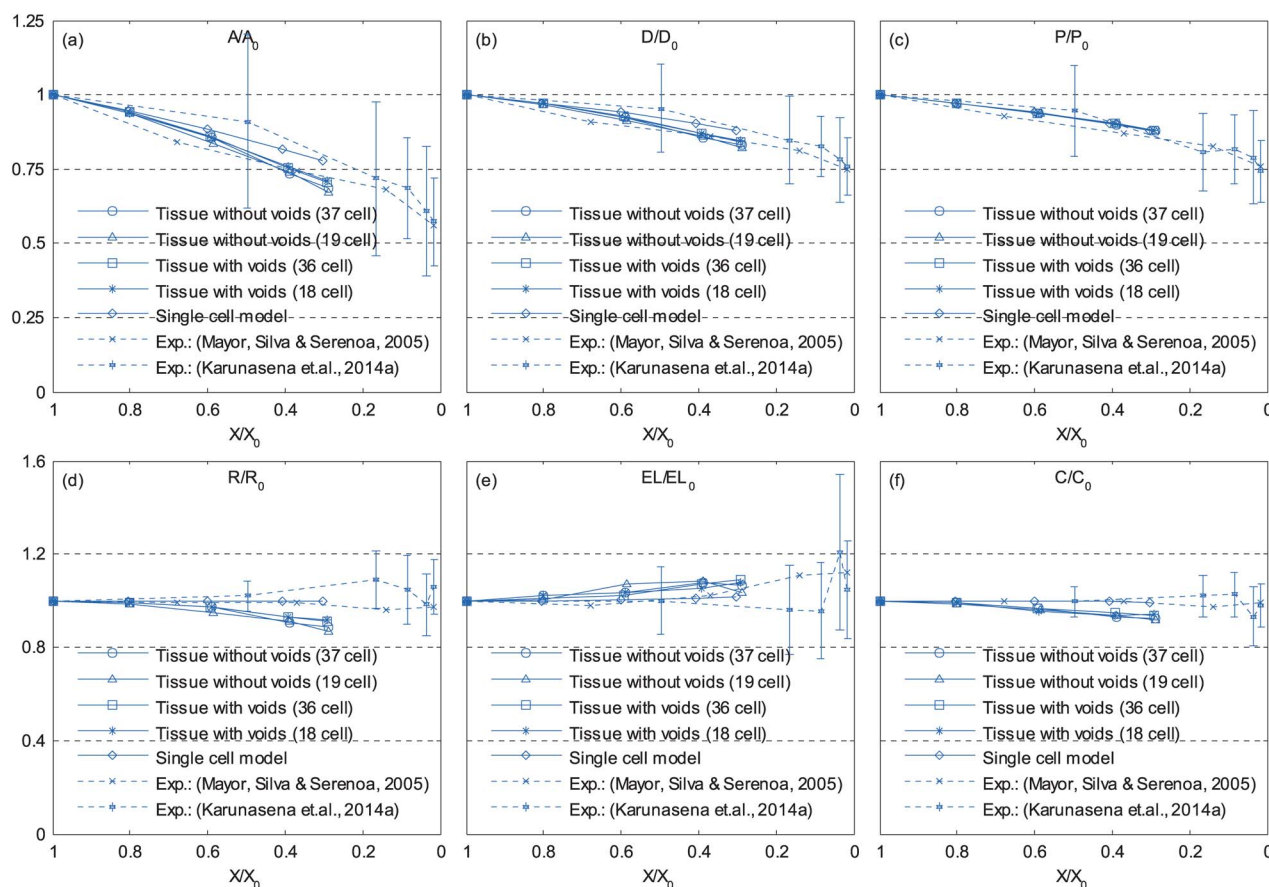 (a) A/A0
1.25
1
0.75
0.5
0.25
0
Tissue without voids (37 cell)
Tissue without voids (19 cell)
Tissue with voids (36 cell)
Tissue with voids (18 cell)
Single cell model
Exp.: (Mayor, Silva & Serenoa, 2005)
Exp.: (Karunasena et.al., 2014a)
1 0.8 0.6 0.4 0.2 0
X/X0
(b) D/D0
Tissue without voids (37 cell)
Tissue without voids (19 cell)
Tissue with voids (36 cell)
Tissue with voids (18 cell)
Single cell model
Exp.: (Mayor, Silva & Serenoa, 2005)
Exp.: (Karunasena et.al., 2014a)
1 0.8 0.6 0.4 0.2 0
X/X0
(c) P/P0
Tissue without voids (37 cell)
Tissue without voids (19 cell)
Tissue with voids (36 cell)
Tissue with voids (18 cell)
Single cell model
Exp.: (Mayor, Silva & Serenoa, 2005)
Exp.: (Karunasena et.al., 2014a)
1 0.8 0.6 0.4 0.2 0
X/X0
(d) R/R0
1.6
1.2
0.8
0.4
0
Tissue without voids (37 cell)
Tissue without voids (19 cell)
Tissue with voids (36 cell)
Tissue with voids (18 cell)
Single cell model
Exp.: (Mayor, Silva & Serenoa, 2005)
Exp.: (Karunasena et.al., 2014a)
1 0.8 0.6 0.4 0.2 0
X/X0
(e) EL/EL0
Tissue without voids (37 cell)
Tissue without voids (19 cell)
Tissue with voids (36 cell)
Tissue with voids (18 cell)
Single cell model
Exp.: (Mayor, Silva & Serenoa, 2005)
Exp.: (Karunasena et.al., 2014a)
1 0.8 0.6 0.4 0.2 0
X/X0
(f) C/C0
Tissue without voids (37 cell)
Tissue without voids (19 cell)
Tissue with voids (36 cell)
Tissue with voids (18 cell)
Single cell model
Exp.: (Mayor, Silva & Serenoa, 2005)
Exp.: (Karunasena et.al., 2014a)
1 0.8 0.6 0.4 0.2 0
X/X0